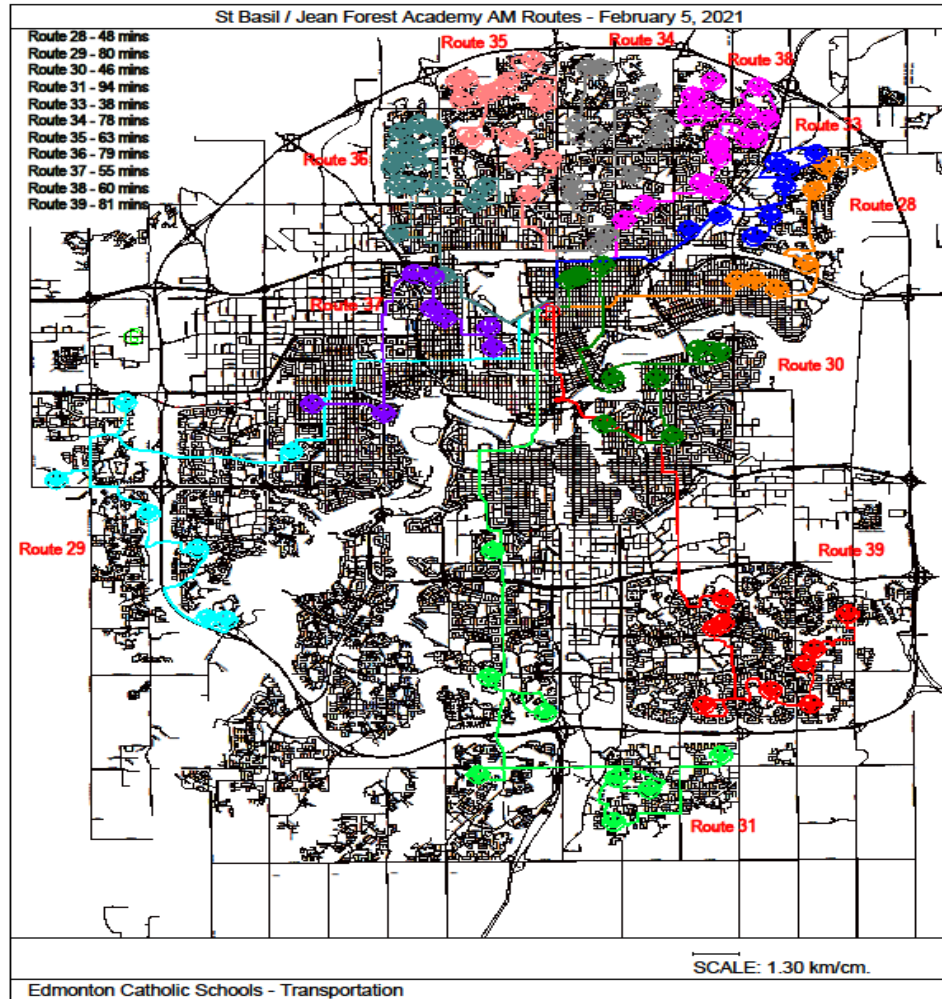 St Basil / Jean Forest Academy AM Routes - February 5, 2021
Route 28 - 48 mins
Route 29 - 80 mins
Route 30 - 46 mins
Route 31 - 94 mins
Route 33 - 38 mins
Route 34 - 78 mins
Route 35 - 63 mins
Route 36 - 79 mins
Route 37 - 55 mins
Route 38 - 60 mins
Route 39 - 81 mins
Route 35
Route 34
Route 38
Route 33
Route 36
Route 28
Route 37
Route 30
Route 29
Route 39
Route 31
SCALE: 1.30 km/cm.
Edmonton Catholic Schools - Transportation